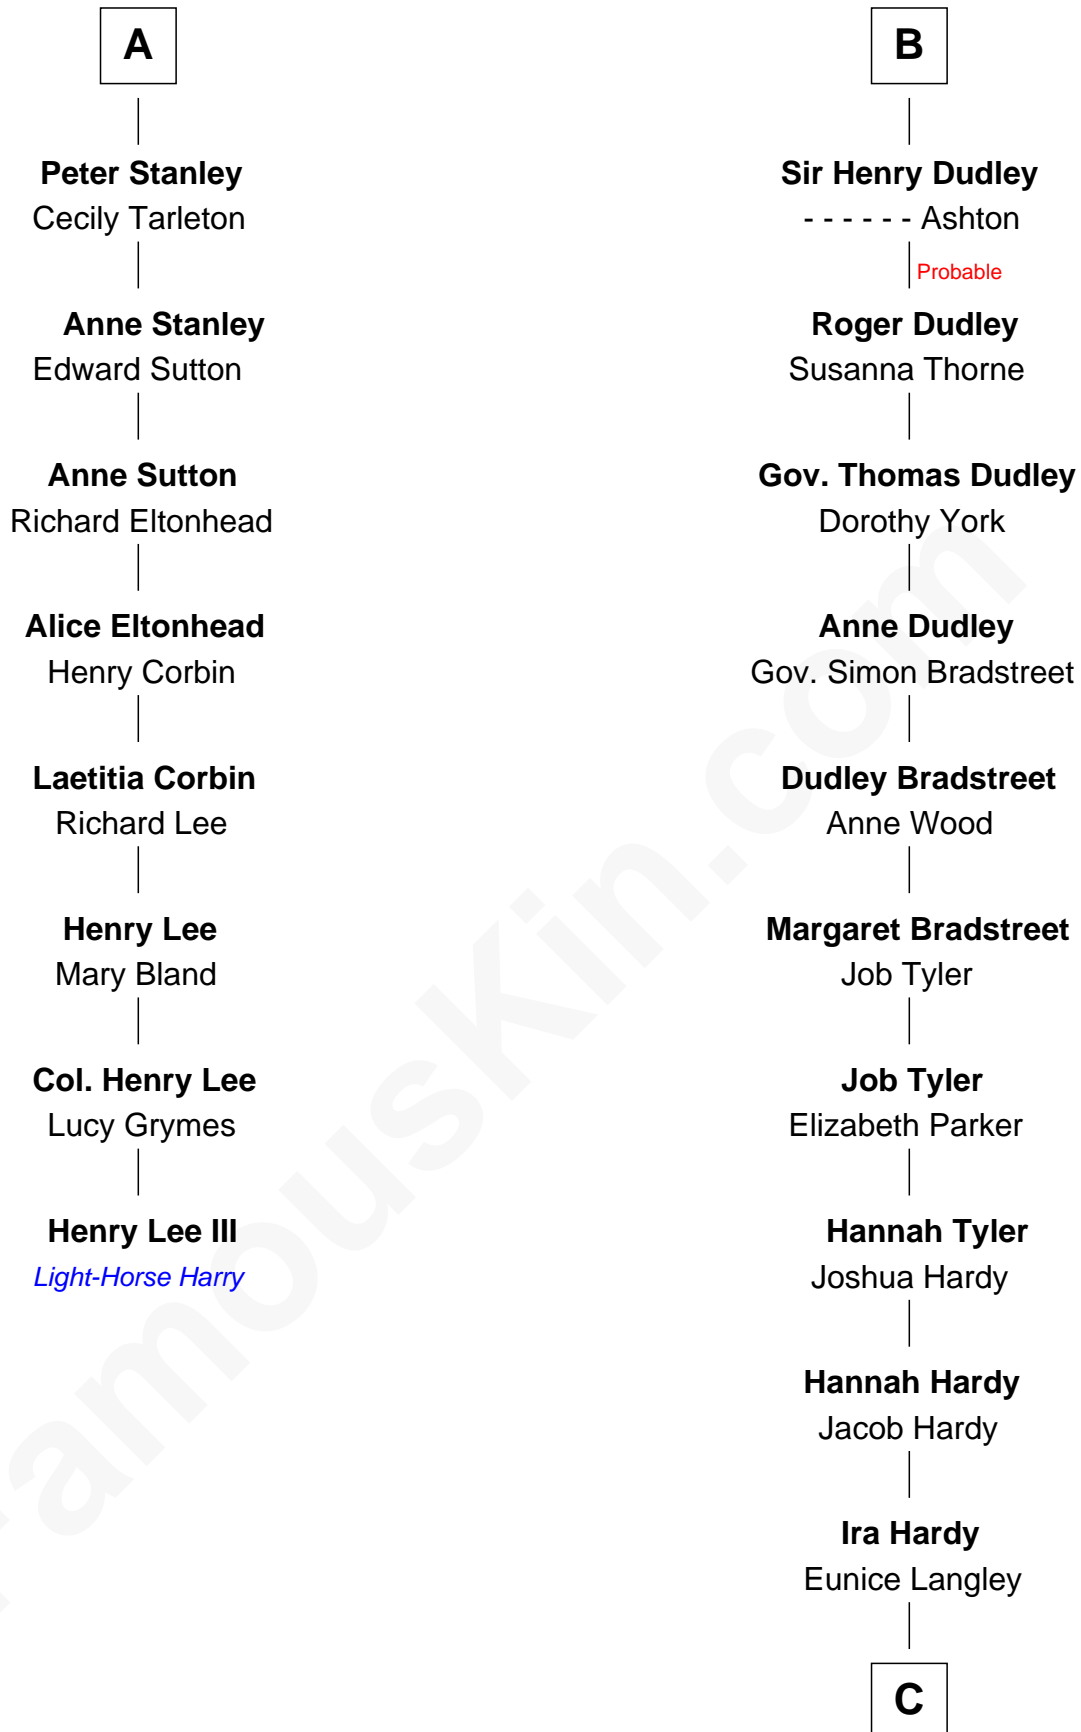 A
Peter Stanley
Cecily Tarleton
Anne Stanley
Edward Sutton
Anne Sutton
Richard Eltonhead
Alice Eltonhead
Henry Corbin
Laetitia Corbin
Richard Lee
Henry Lee
Mary Bland
Col. Henry Lee
Lucy Grymes
Henry Lee III
Light-Horse Harry
B
Sir Henry Dudley
- - - - - - Ashton
Probable
Roger Dudley
Susanna Thorne
Gov. Thomas Dudley
Dorothy York
Anne Dudley
Gov. Simon Bradstreet
Dudley Bradstreet
Anne Wood
Margaret Bradstreet
Job Tyler
Job Tyler
Elizabeth Parker
Hannah Tyler
Joshua Hardy
Hannah Hardy
Jacob Hardy
Ira Hardy
Eunice Langley
C
FamousKin.com